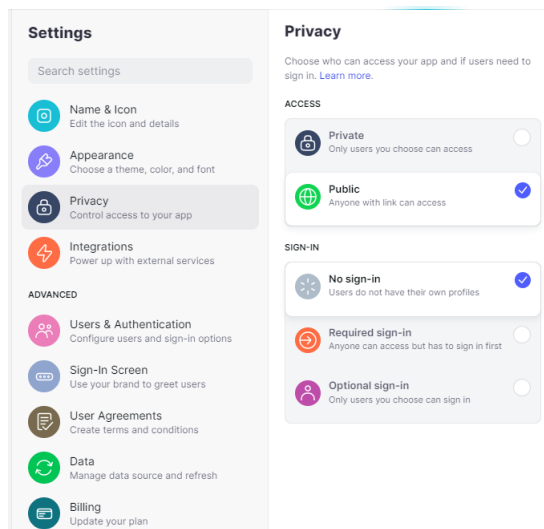 Settings
Search settings
Name & Icon
Edit the icon and details
Appearance
Choose a theme, color, and font
Privacy
Control access to your app
Integrations
Power up with external services
ADVANCED
Users & Authentication
Configure users and sign-in options
Sign-In Screen
Use your brand to greet users
User Agreements
Create terms and conditions
Data
Manage data source and refresh
Billing
Update your plan
Privacy
Choose who can access your app and if users need to
sign in. Learn more.
ACCESS
Private
Only users you choose can access
Public
Anyone with link can access
SIGN-IN
No sign-in
Users do not have their own profiles
Required sign-in
Anyone can access but has to sign in first
Optional sign-in
Only users you choose can sign in